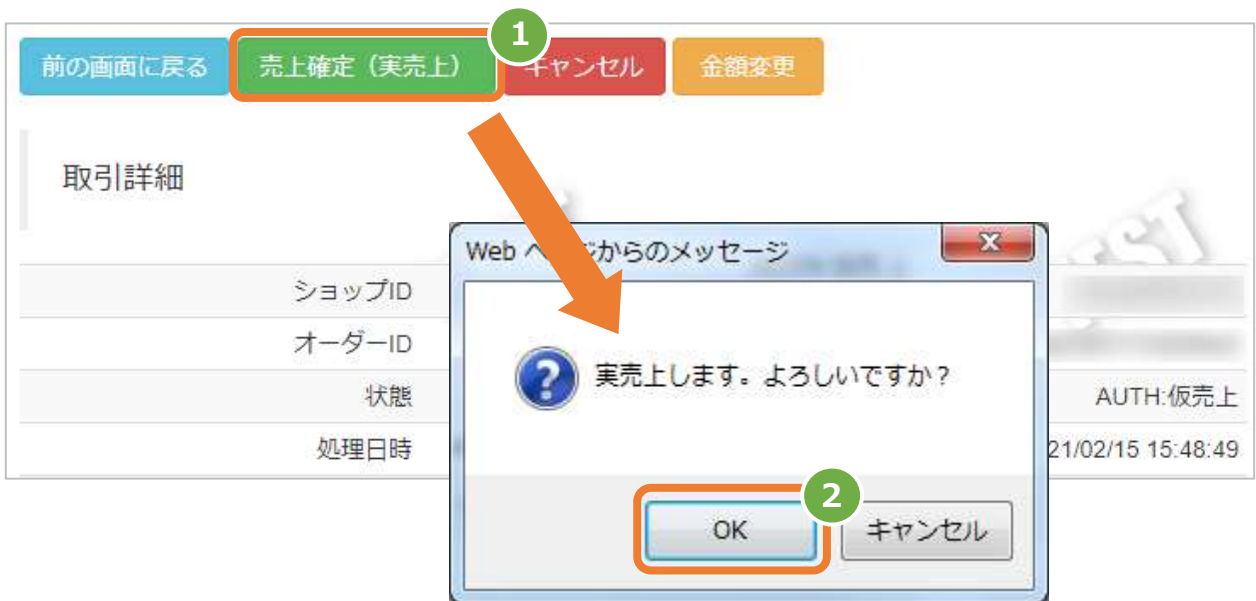 前の画面に戻る 売上確定（実売上） キャンセル 金額変更
1
取引詳細
ショップID
オーダーID
状態 AUTH:仮売上
処理日時 21/02/15 15:48:49
Web ペ ジからのメッセージ
実売上します。よろしいですか？
2
OK キャンセル